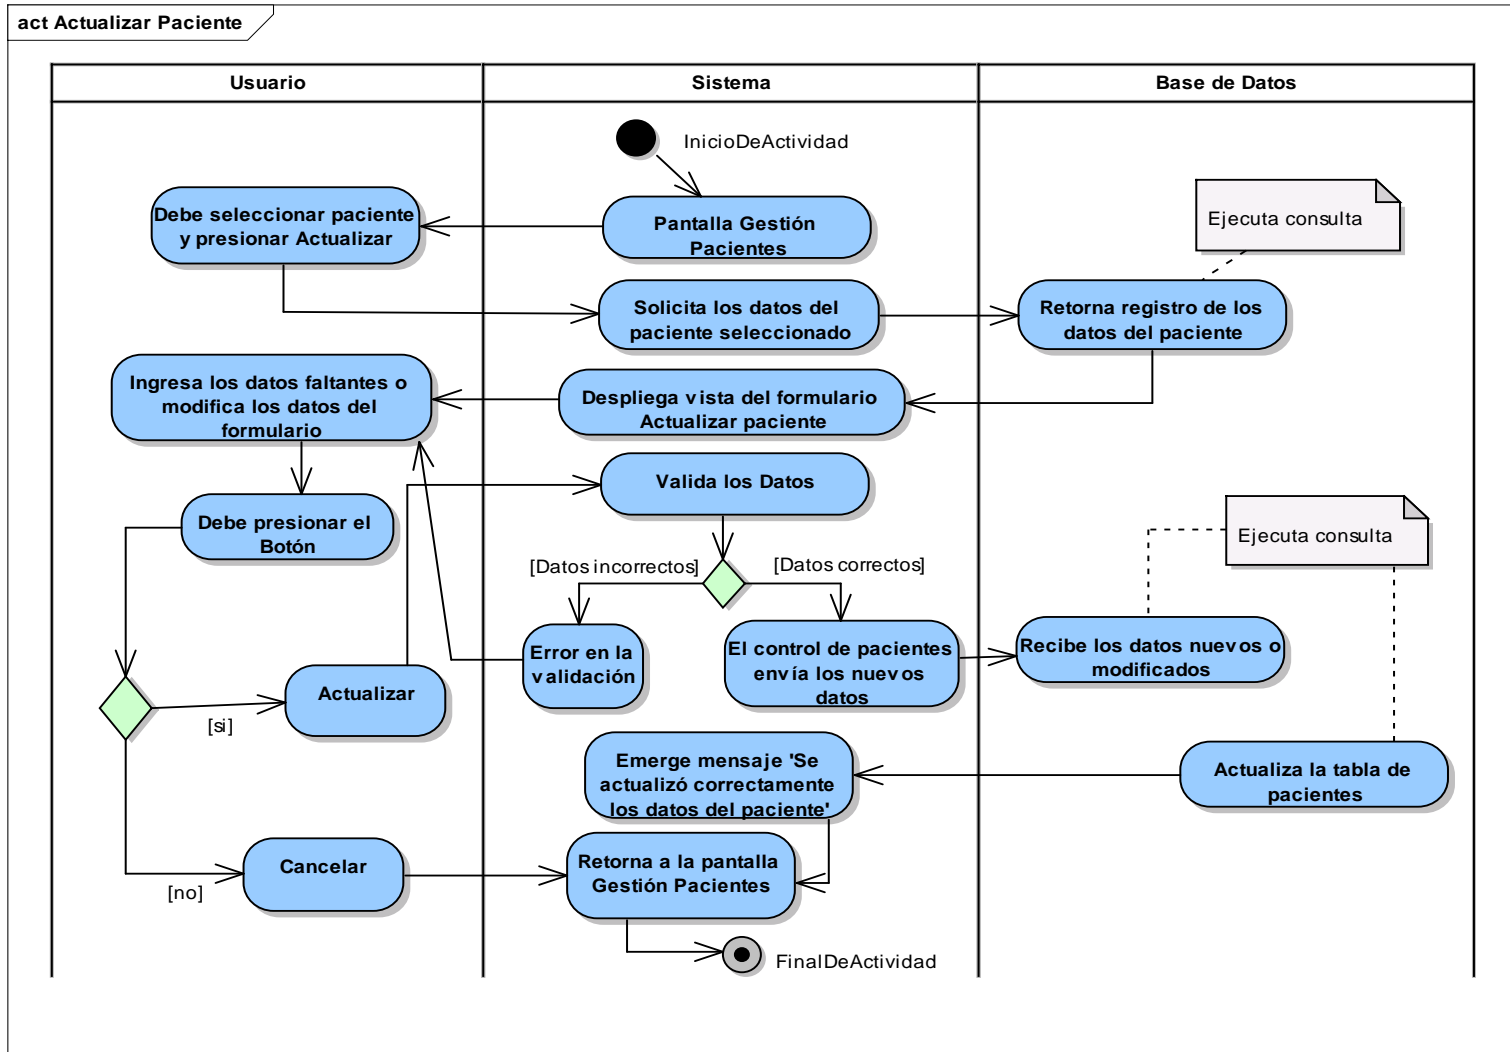 act Actualizar Paciente
Usuario
Sistema
Base de Datos
InicioDeActividad
Debe seleccionar paciente
y presionar Actualizar
Pantalla Gestión
Pacientes
Ejecuta consulta
Solicita los datos del
paciente seleccionado
Retorna registro de los
datos del paciente
Ingresa los datos faltantes o
modifica los datos del
formulario
Despliega vista del formulario
Actualizar paciente
Valida los Datos
Debe presionar el
Botón
Ejecuta consulta
[Datos incorrectos]
[Datos correctos]
Error en la
validación
El control de pacientes
envía los nuevos
datos
Recibe los datos nuevos o
modificados
Actualizar
[si]
Emerge mensaje 'Se
actualizó correctamente
los datos del paciente'
Actualiza la tabla de
pacientes
Cancelar
[no]
Retorna a la pantalla
Gestión Pacientes
FinalDeActividad